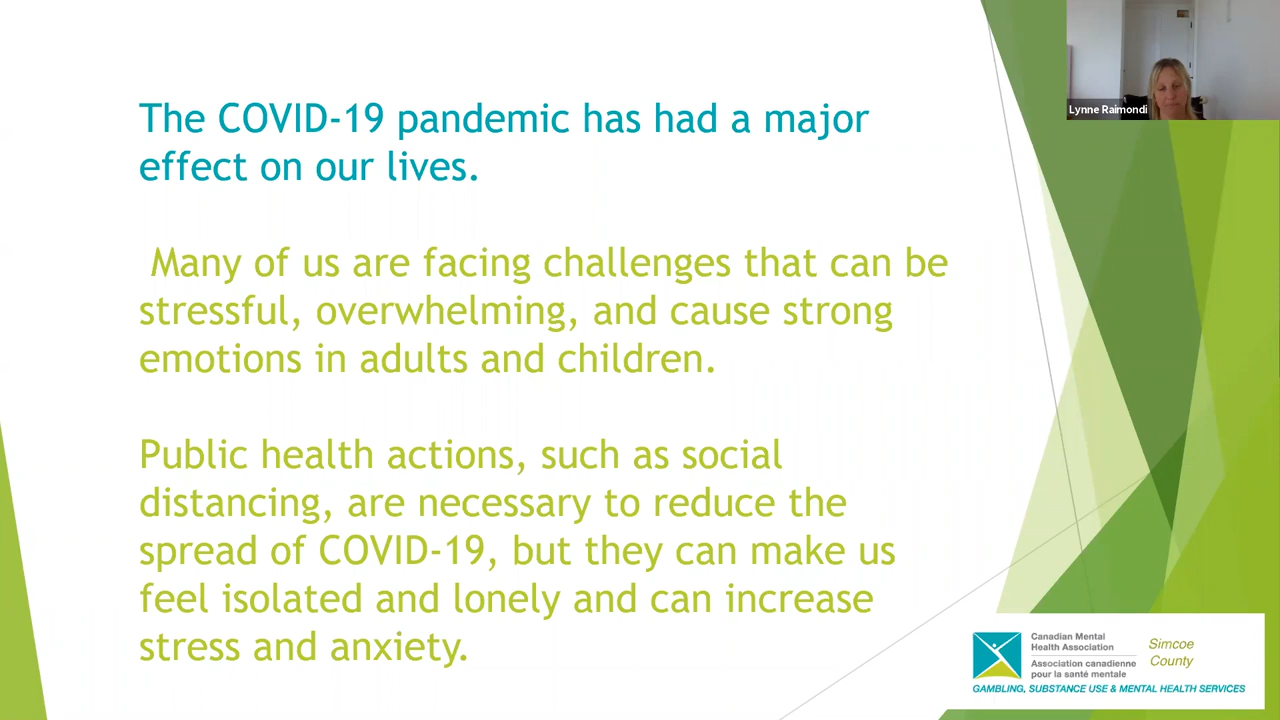 The COVID-19 pandemic has had a major
effect on our lives.
Many of us are facing challenges that can be
stressful, overwhelming, and cause strong
emotions in adults and children.
Public health actions, such as social
distancing, are necessary to reduce the
spread of COVID-19, but they can make us
feel isolated and lonely and can increase
stress and anxiety.
Lynne Raimondi
Canadian Mental
Health Association
Association canadienne
pour la santé mentale
Simcoe
County
GAMBLING, SUBSTANCE USE & MENTAL HEALTH SERVICES